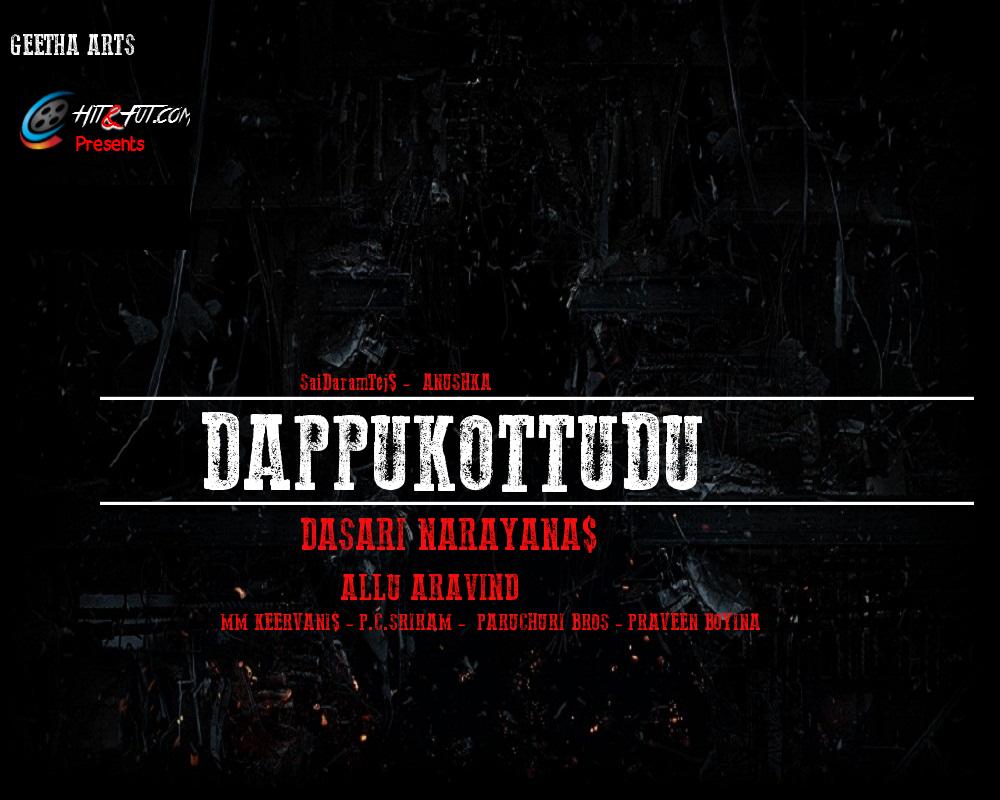 GEETHA ARTS
HIT&FUT.COM
Presents
SaiDaramTej$ - ANUSHKA
DAPPUKOTTUDU
DASARI NARAYANA$
ALLU ARAVIND
MM KEERVANI$ - P.C.SRIRAM - PARUCHURI BROS - PRAVEEN BOYINA